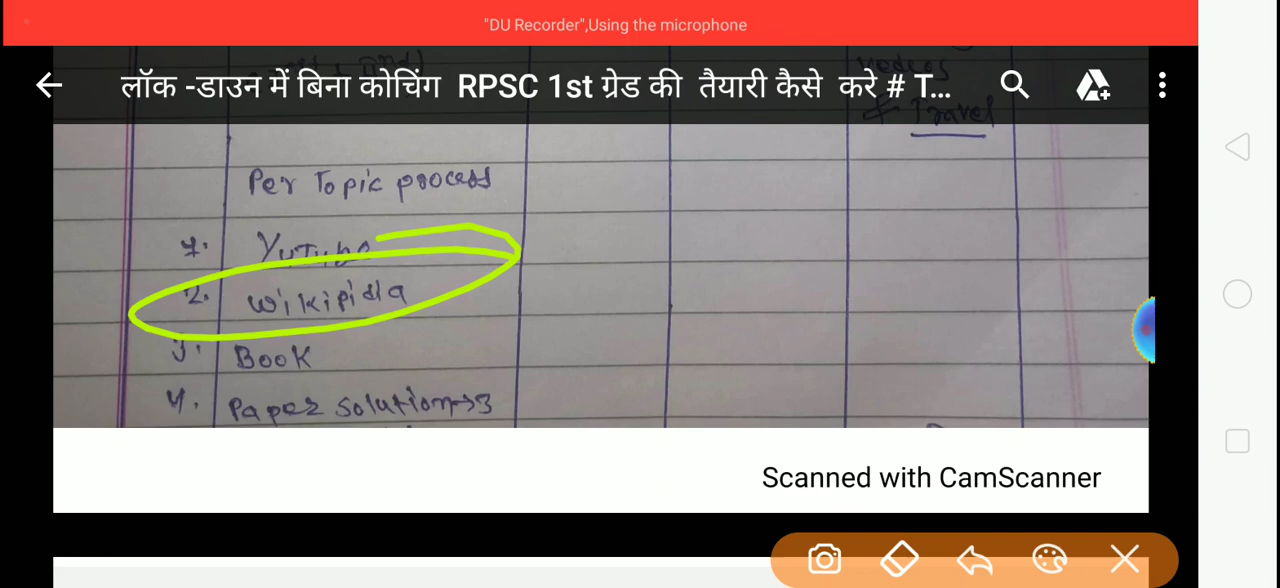 "DU Recorder",Using the microphone
लॉक -डाउन में बिना कोचिंग RPSC 1st ग्रेड की तैयारी कैसे करे # T...
Travel
Per Topic process
1. YuTube
2. Wikipidia
3. Book
4. Paper solution→3
Scanned with CamScanner